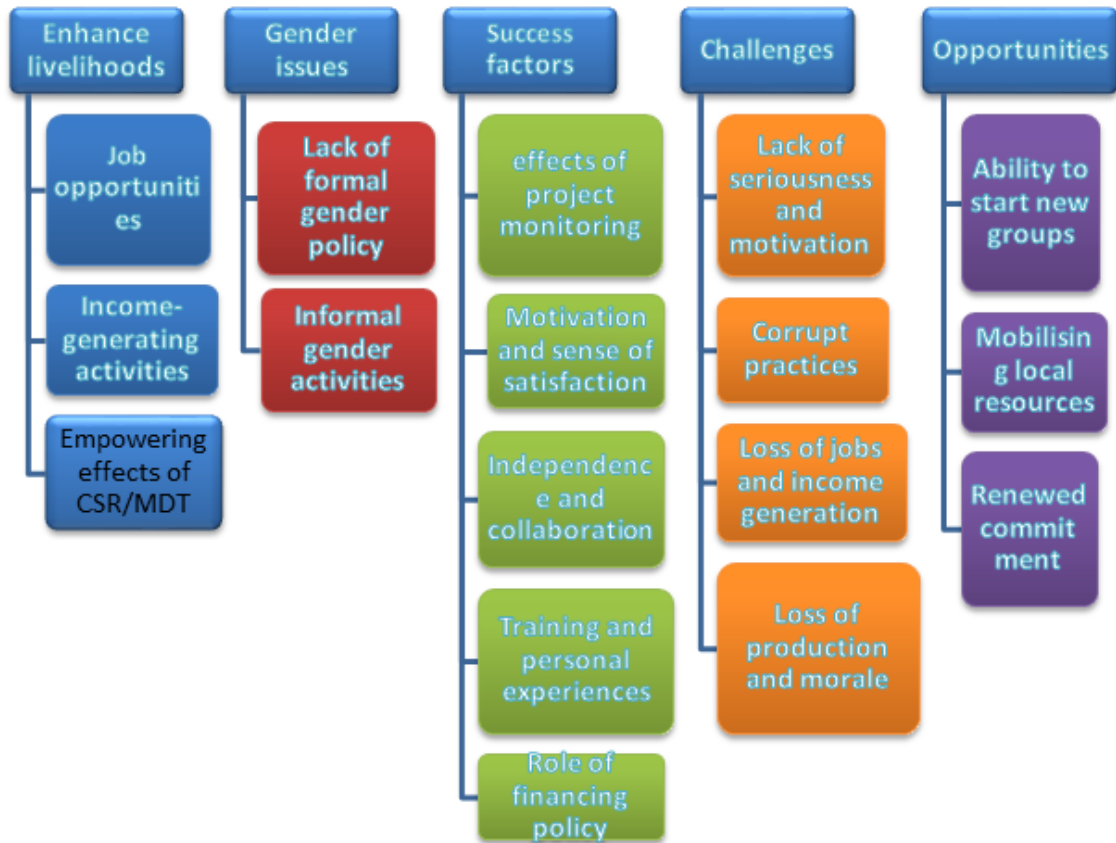 Enhance
livelihoods
Job
opportuniti
es
Income-
generating
activities
Empowering
effects of
CSR/MDT
Gender
issues
Lack of
formal
gender
policy
Informal
gender
activities
Success
factors
effects of
project
monitoring
Motivation
and sense of
satisfaction
Independenc
e and
collaboration
Training and
personal
experiences
Role of
financing
policy
Challenges
Lack of
seriousness
and
motivation
Corrupt
practices
Loss of jobs
and income
generation
Loss of
production
and morale
Opportunities
Ability to
start new
groups
Mobilisin
g local
resources
Renewed
commit
ment